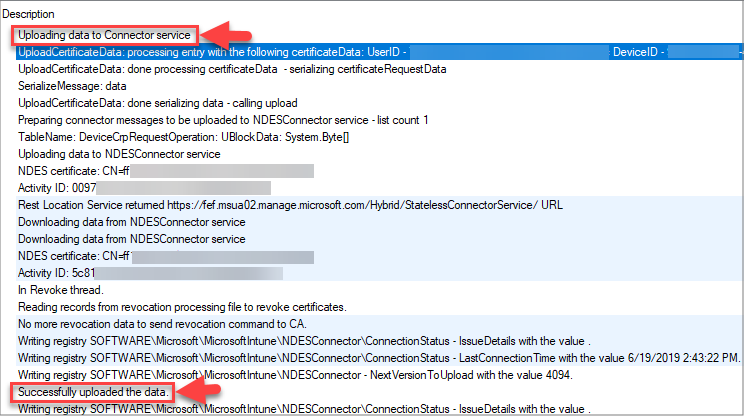 Description
Uploading data to Connector service
UploadCertificateData: processing entry with the following certificateData: UserID - DeviceID -
UploadCertificateData: done processing certificateData - serializing certificateRequestData
SerializeMessage: data
UploadCertificateData: done serializing data - calling upload
Preparing connector messages to be uploaded to NDESConnector service - list count 1
TableName: DeviceCrpRequestOperation: UBlockData: System.Byte[]
Uploading data to NDESConnector service
NDES certificate: CN=ff
Activity ID: 0097
Rest Location Service returned https://fef.msua02.manage.microsoft.com/Hybrid/StatelessConnectorService/ URL
Downloading data from NDESConnector service
Downloading data from NDESConnector service
NDES certificate: CN=ff
Activity ID: 5c81
In Revoke thread.
Reading records from revocation processing file to revoke certificates.
No more revocation data to send revocation command to CA.
Writing registry SOFTWARE\Microsoft\MicrosoftIntune\NDESConnector\ConnectionStatus - IssueDetails with the value .
Writing registry SOFTWARE\Microsoft\MicrosoftIntune\NDESConnector\ConnectionStatus - LastConnectionTime with the value 6/19/2019 2:43:22 PM.
Writing registry SOFTWARE\Microsoft\MicrosoftIntune\NDESConnector - NextVersionToUpload with the value 4094.
Successfully uploaded the data.
Writing registry SOFTWARE\Microsoft\MicrosoftIntune\NDESConnector\ConnectionStatus - IssueDetails with the value .